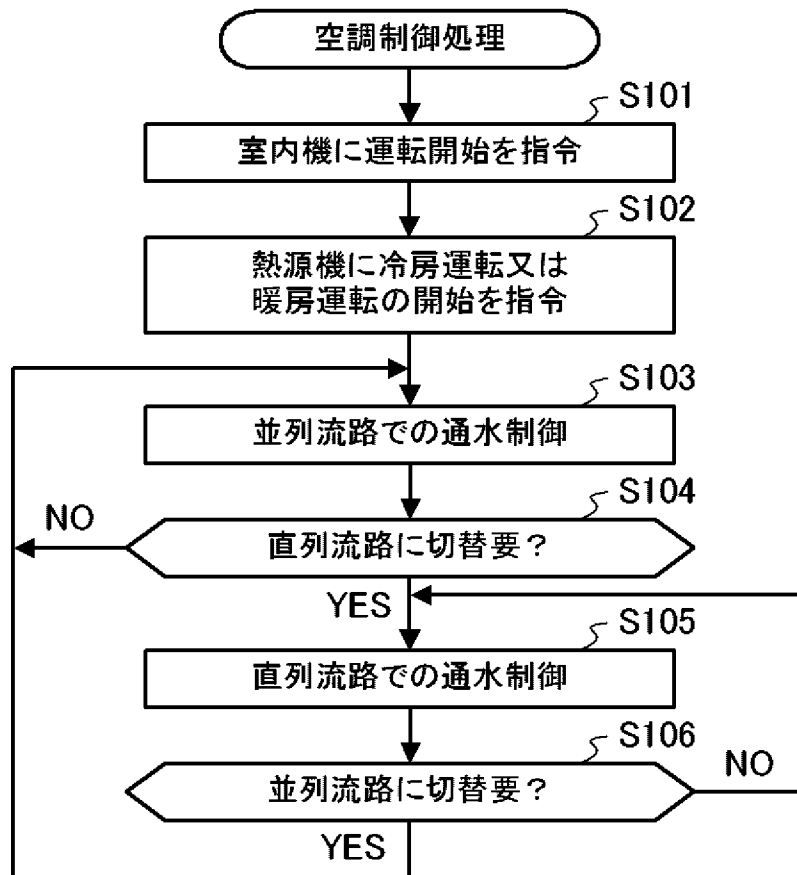 空調制御処理
S101
室内機に運転開始を指令
S102
熱源機に冷房運転又は
暖房運転の開始を指令
S103
並列流路での通水制御
S104
NO
直列流路に切替要？
YES
S105
直列流路での通水制御
S106
並列流路に切替要？
NO
YES